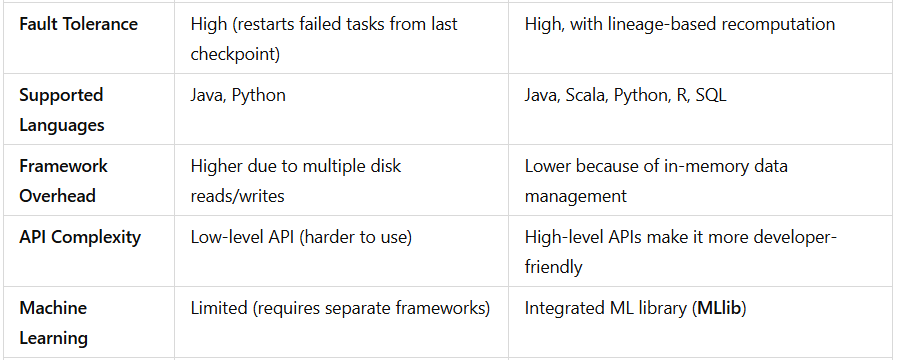 Fault Tolerance
High (restarts failed tasks from last
checkpoint)
High, with lineage-based recomputation
Supported
Languages
Java, Python
Java, Scala, Python, R, SQL
Framework
Overhead
Higher due to multiple disk
reads/writes
Lower because of in-memory data
management
API Complexity
Low-level API (harder to use)
High-level APIs make it more developer-
friendly
Machine
Learning
Limited (requires separate frameworks)
Integrated ML library (MLlib)